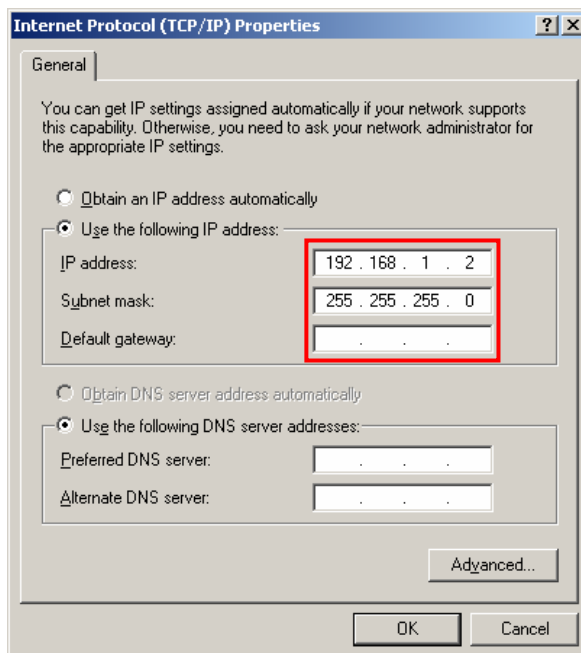 Internet Protocol (TCP/IP) Properties
General
You can get IP settings assigned automatically if your network supports
this capability. Otherwise, you need to ask your network administrator for
the appropriate IP settings.
Obtain an IP address automatically
Use the following IP address:
IP address: 192 . 168 . 1 . 2
Subnet mask: 255 . 255 . 255 . 0
Default gateway: . . .
Obtain DNS server address automatically
Use the following DNS server addresses:
Preferred DNS server: . . .
Alternate DNS server: . . .
Advanced...
OK Cancel